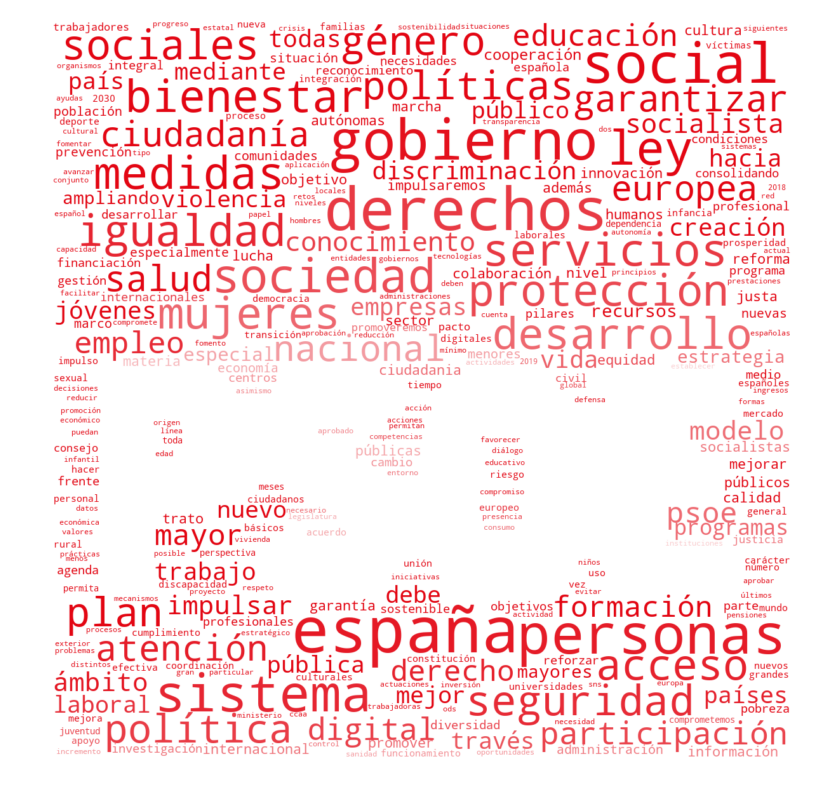 trabajadores progreso estatal nueva crisis familias sostenibilidad situaciones cultura siguientes
sociales todas género educación social
organismos integral situación necesidades cooperación víctimas
país mediante reconocimiento española
ayudas 2030 bienestar integración políticas garantizar
población proceso marcha público
deporte autónomas transparencia dos socialista
cultural ciudadanía gobierno ley condiciones
fomentar prevención tipo comunidades aplicación discriminación innovación sistemas hacia
avanzar medidas objetivo impulsaremos además europea consolidando
conjunto locales 2018
ampliando violencia retos derechos humanos infancia red profesional
español desarrollar papel hombres niveles dependencia creación
igualdad conocimiento laborales servicios autonomía prosperidad
capacidad especialmente lucha entidades gobiernos tecnologías actual reforma
financiación salud sociedad colaboración nivel principios programa
gestión deben protección prestaciones
facilitar internacionales democracia administraciones justa
jóvenes mujeres empresas cuenta pilares recursos nuevas
marco compromete sector promoveremos pacto
empleo transición aprobación reducción digitales desarrollo españolas
fomento nacional mínimo menores vida equidad estrategia
impulso materia especial economía ciudadania actividades 2019 establecer
sexual centros tiempo civil global medio españoles
decisiones asimismo defensa ingresos
reducir formas
promoción acción mercado
económico origen acciones
puedan línea aprobado permitan modelo
toda competencias favorecer socialistas
consejo edad públicas diálogo
infantil cambio educativo mejorar
hacer entorno riesgo
frente públicos
meses compromiso calidad
personal ciudadanos
datos nuevo necesario europeo psoe general
trato legislatura presencia
económica básicos consumo programas
valores mayor vivienda acuerdo justicia
rural instituciones
prácticas menos posible perspectiva
agenda trabajo unión niños carácter
discapacidad iniciativas uso número
permita proyecto respeto debe vez aprobar
mecanismos evitar últimos
plan impulsar garantía sostenible objetivos formación parte mundo
profesionales actividad pensiones
procesos cumplimiento estratégico españa personas
exterior atención
problemas pública constitución reforzar
distintos efectiva coordinación derecho mayores acceso nuevos
gran particular culturales grandes
ámbito sistema actuaciones inversión universidades sns europa
laboral mejor seguridad países
ministerio ccaa trabajadoras ods pobreza
mejora política digital diversidad necesidad comprometemos
juventud participación
apoyo control promover través
incremento investigación internacional sanidad funcionamiento oportunidades administración información